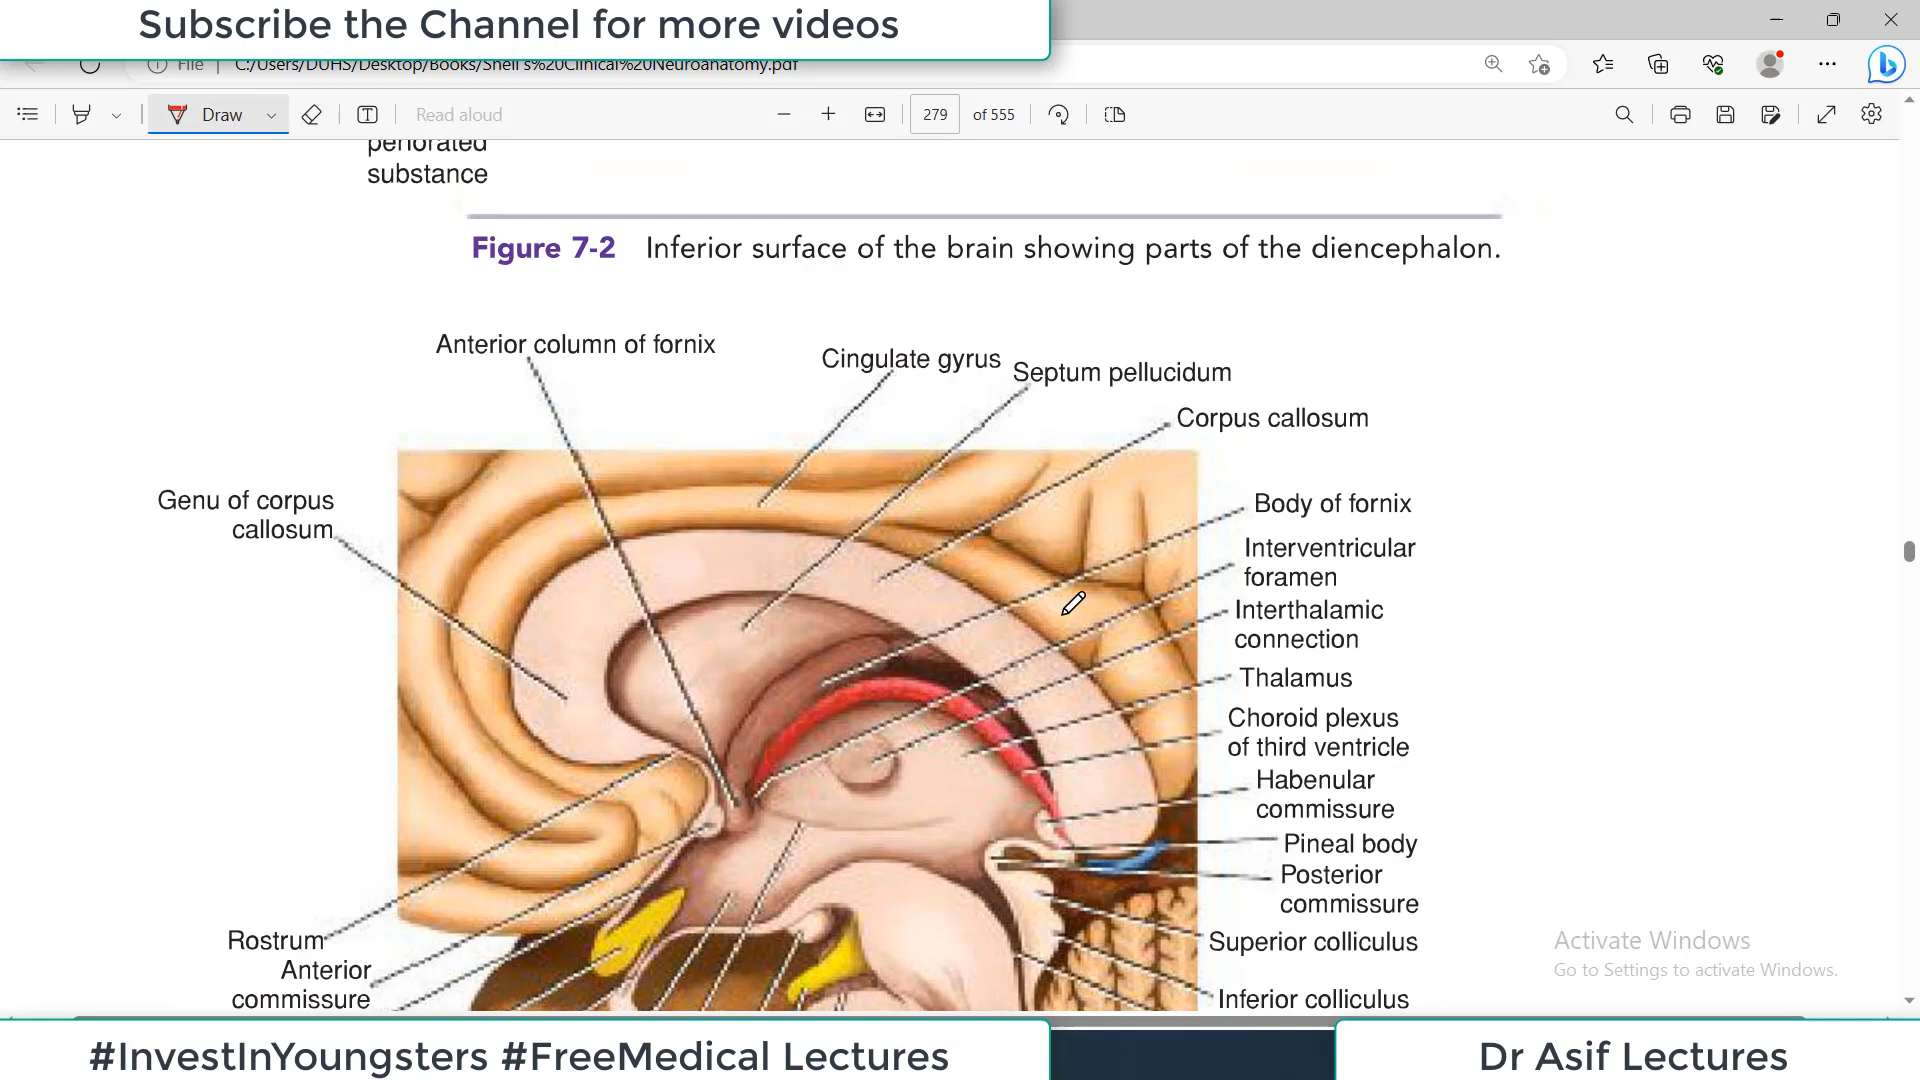 Subscribe the Channel for more videos
File
C:/Users/DUHS/Desktop/Books/Snell's%20Clinical%20Neuroanatomy.pdf
Draw
Read aloud
279
of 555
perforated
substance
Figure 7-2 Inferior surface of the brain showing parts of the diencephalon.
Anterior column of fornix
Cingulate gyrus
Septum pellucidum
Corpus callosum
Genu of corpus
callosum
Body of fornix
Interventricular
foramen
Interthalamic
connection
Thalamus
Choroid plexus
of third ventricle
Habenular
commissure
Pineal body
Posterior
commissure
Superior colliculus
Inferior colliculus
Rostrum
Anterior
commissure
Activate Windows
Go to Settings to activate Windows.
#InvestInYoungsters #FreeMedical Lectures
Dr Asif Lectures